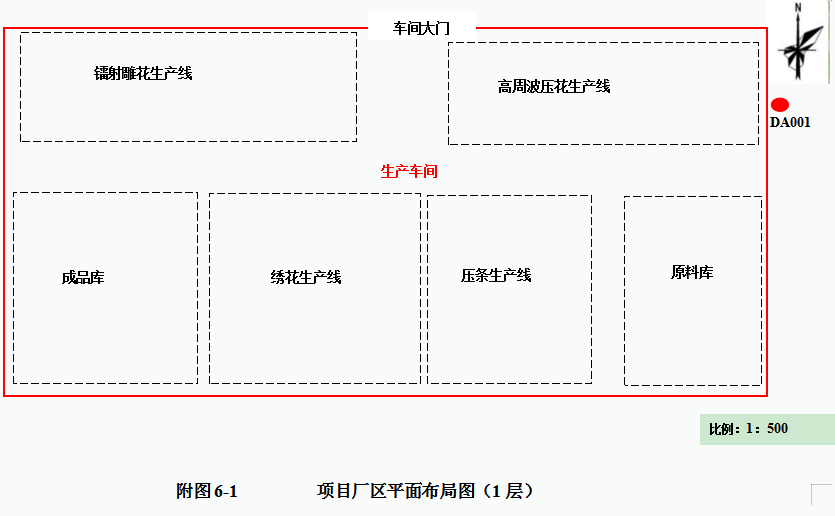 车间大门
N
镭射雕花生产线
高周波压花生产线
DA001
生产车间
成品库
绣花生产线
压条生产线
原料库
比例：1：500
附图 6-1 项目厂区平面布局图（1 层）